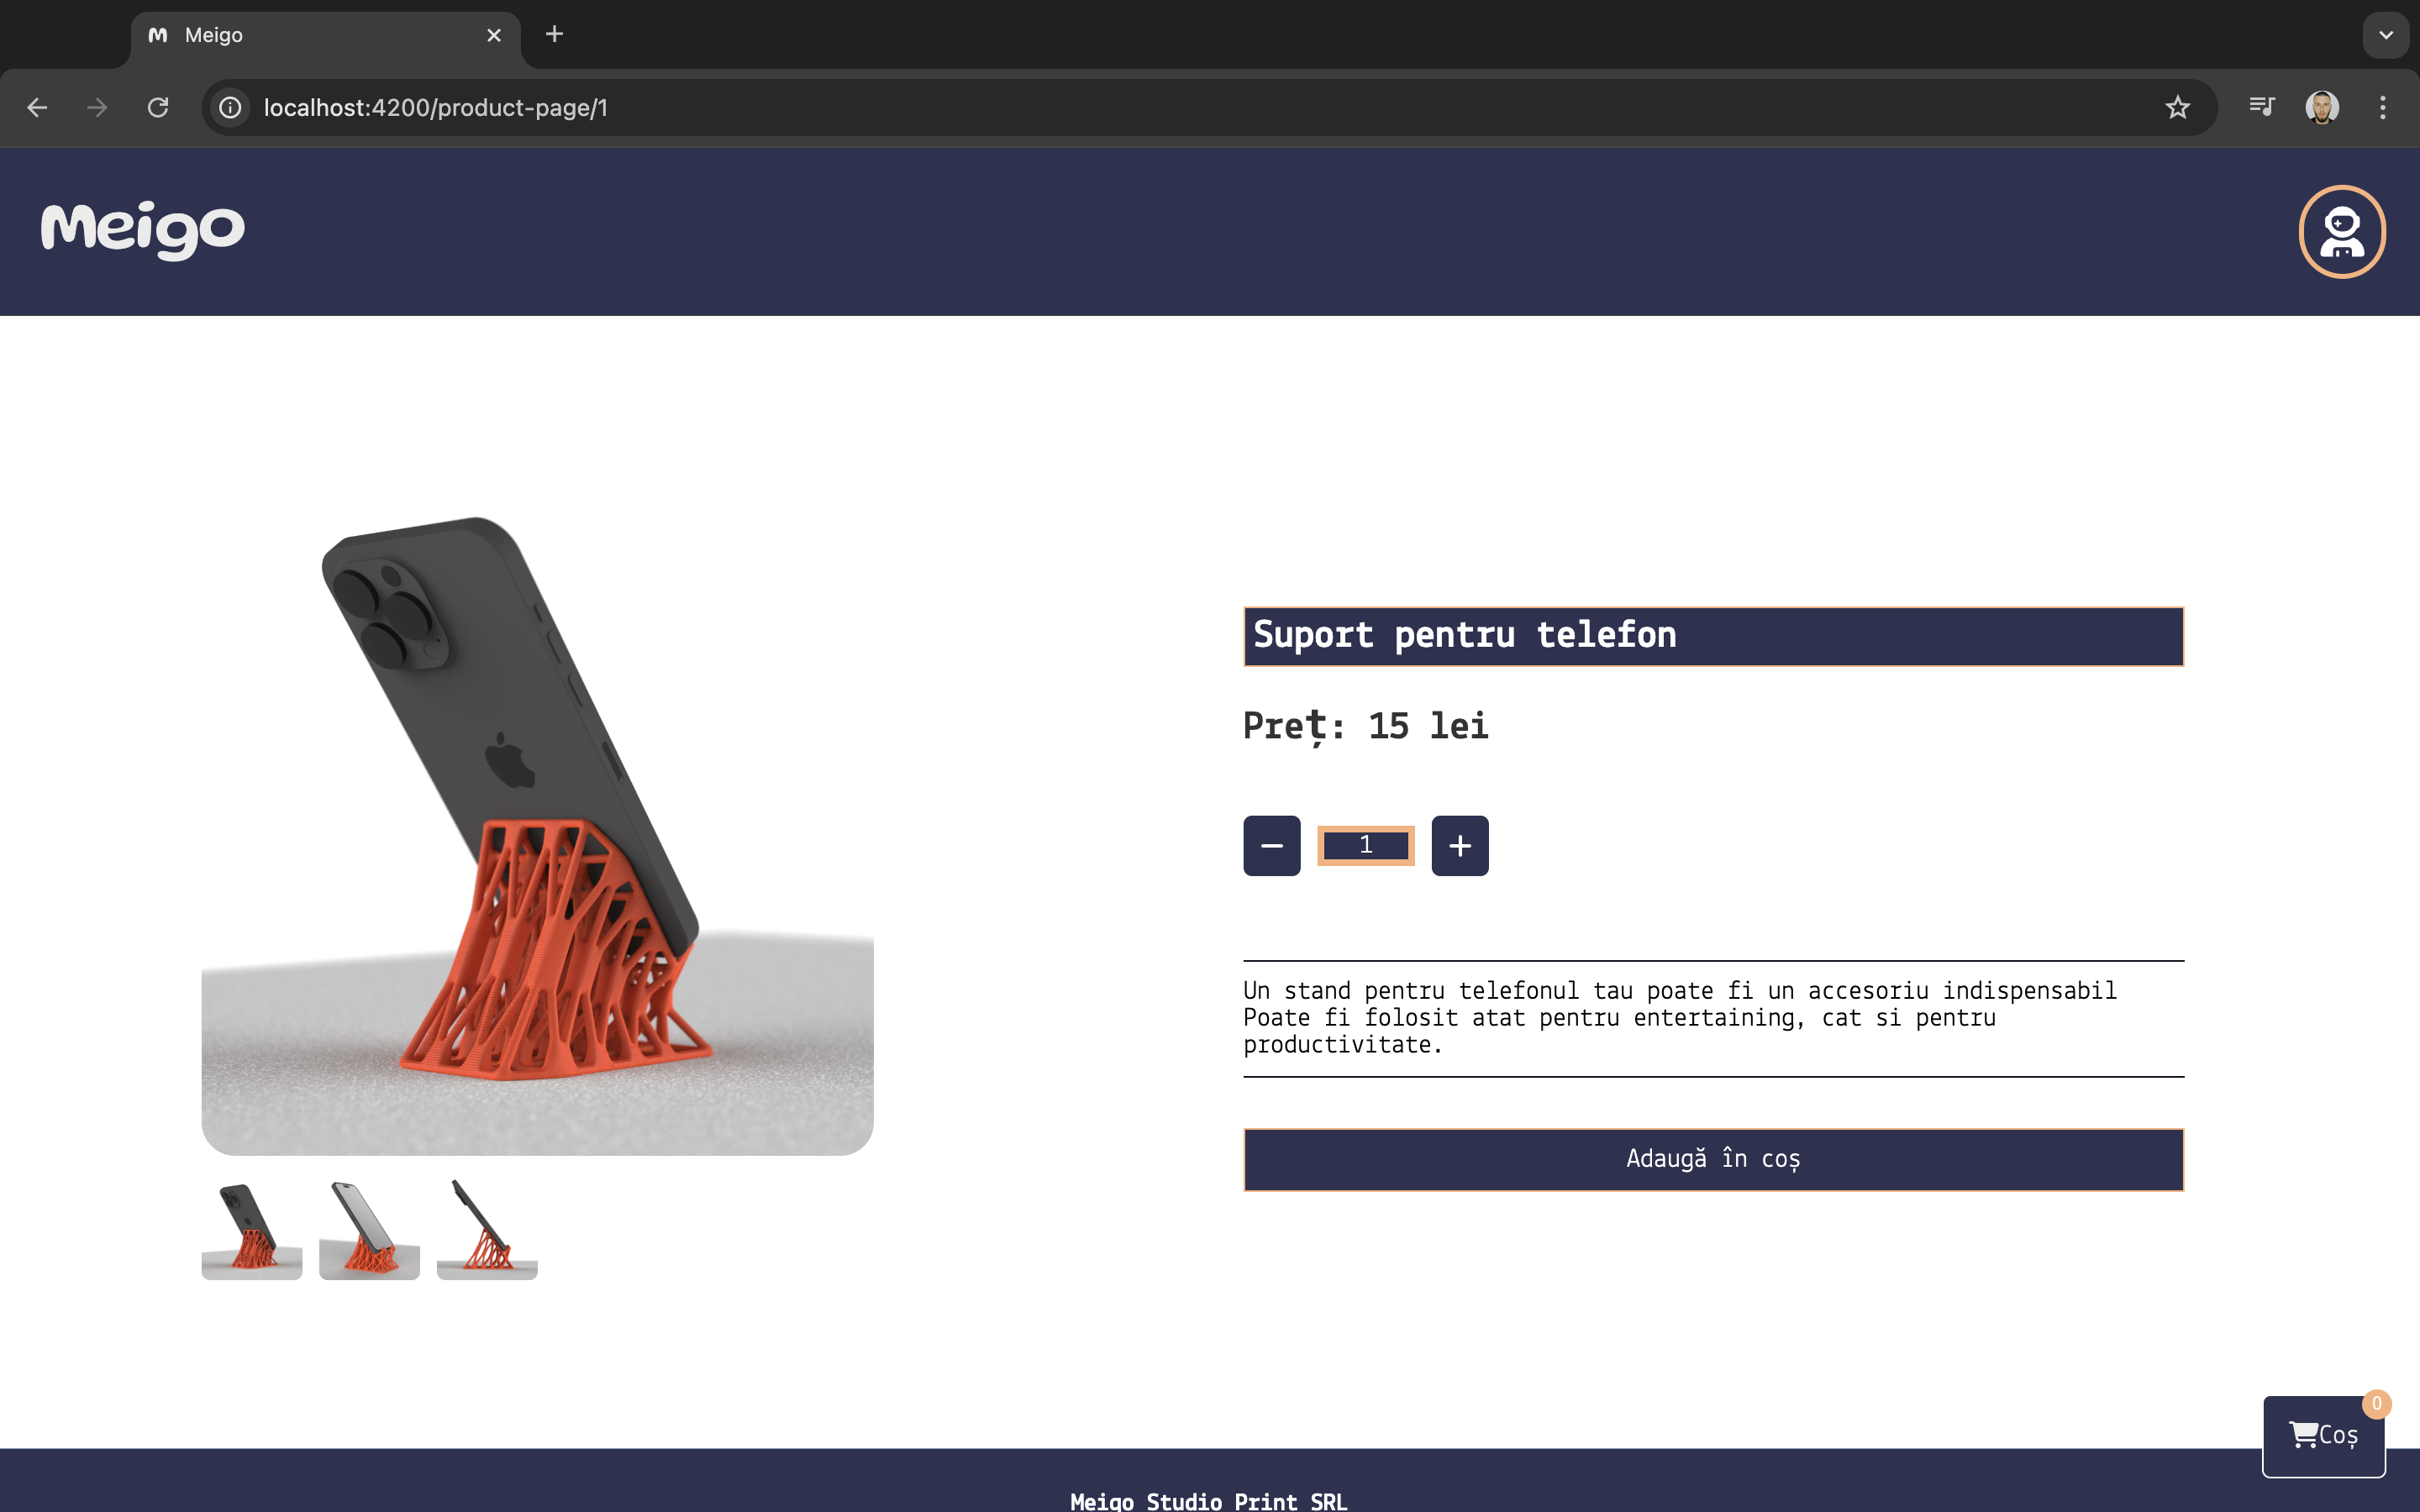 Meigo
localhost:4200/product-page/1
Meigo
Suport pentru telefon
Preț: 15 lei
1
Un stand pentru telefonul tau poate fi un accesoriu indispensabil
Poate fi folosit atat pentru entertaining, cat si pentru
productivitate.
Adaugă în coș
0
Coș
Meigo Studio Print SRL